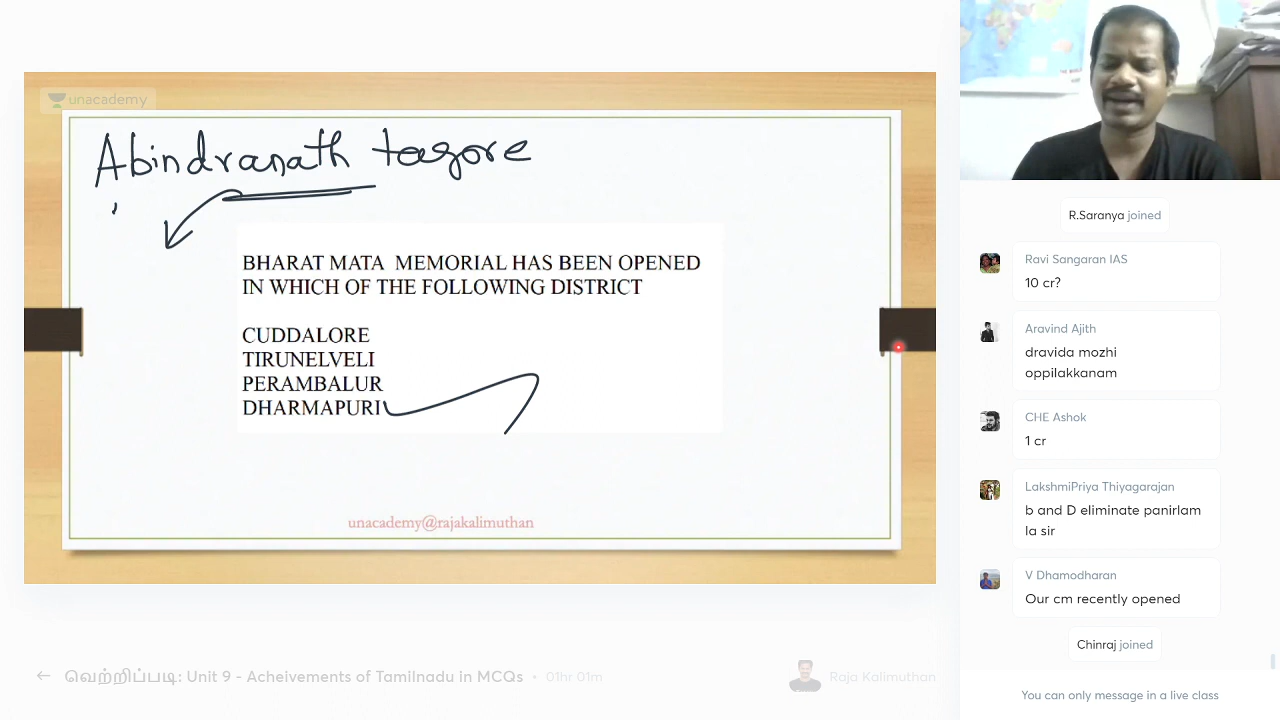 unacademy
Abindranath tagore
BHARAT MATA MEMORIAL HAS BEEN OPENED
IN WHICH OF THE FOLLOWING DISTRICT
CUDDALORE
TIRUNELVELI
PERAMBALUR
DHARMAPURI
unacademy@rajakalimuthan
வெற்றிப்படி: Unit 9 - Acheivements of Tamilnadu in MCQs • 01hr 01m
Raja Kalimuthan
R.Saranya joined
Ravi Sangaran IAS
10 cr?
Aravind Ajith
dravida mozhi
oppilakkanam
CHE Ashok
1 cr
LakshmiPriya Thiyagarajan
b and D eliminate panirlam
la sir
V Dhamodharan
Our cm recently opened
Chinraj joined
You can only message in a live class